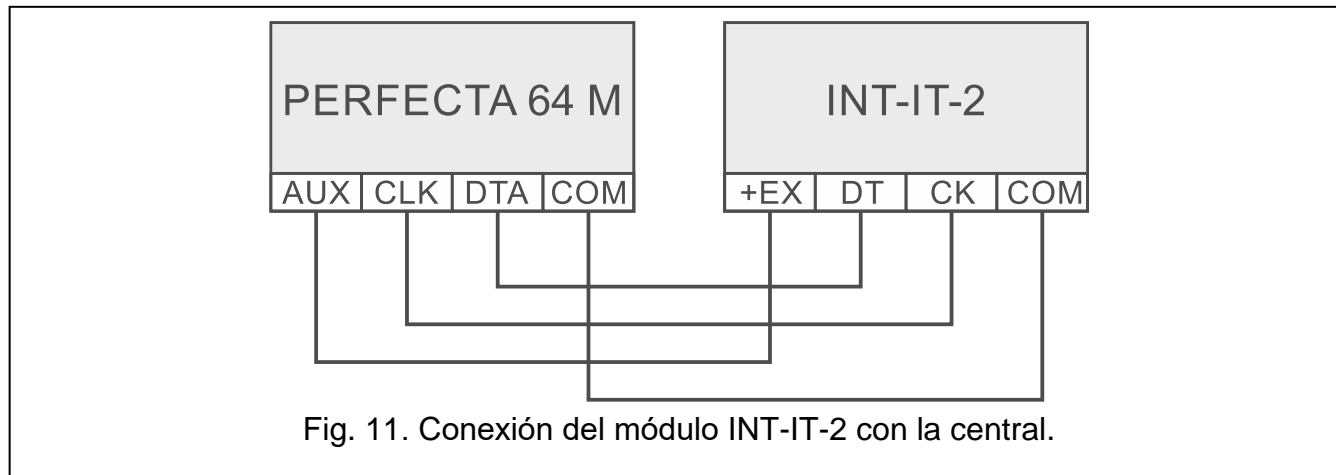 PERFECTA 64 M
INT-IT-2
AUX CLK DTA COM
+EX DT CK COM
Fig. 11. Conexión del módulo INT-IT-2 con la central.